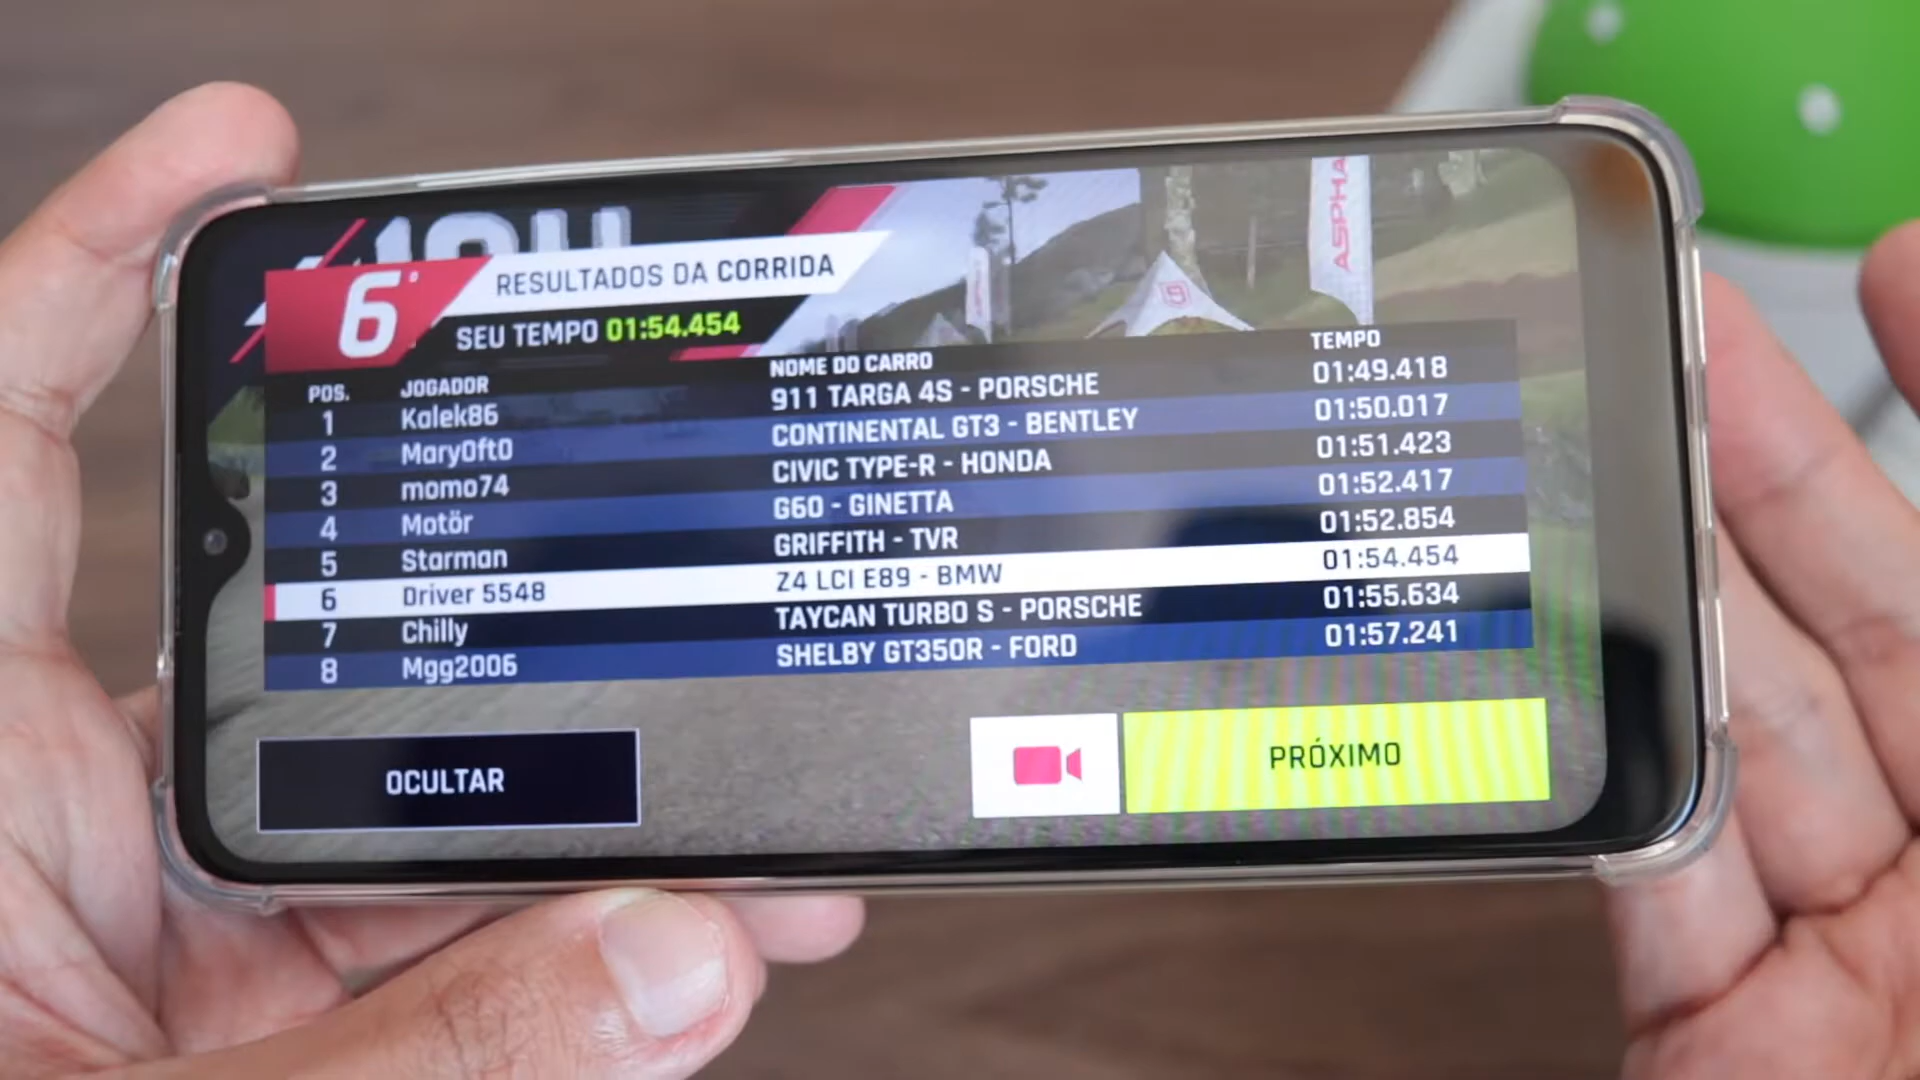 6°
RESULTADOS DA CORRIDA
SEU TEMPO 01:54.454
POS. JOGADOR NOME DO CARRO TEMPO
1 Kalek86 911 TARGA 4S - PORSCHE 01:49.418
2 Mary0ft0 CONTINENTAL GT3 - BENTLEY 01:50.017
3 momo74 CIVIC TYPE-R - HONDA 01:51.423
4 Motör G60 - GINETTA 01:52.417
5 Starman GRIFFITH - TVR 01:52.854
6 Driver 5548 Z4 LCI E89 - BMW 01:54.454
7 Chilly TAYCAN TURBO S - PORSCHE 01:55.634
8 Mgg2006 SHELBY GT350R - FORD 01:57.241
OCULTAR
PRÓXIMO